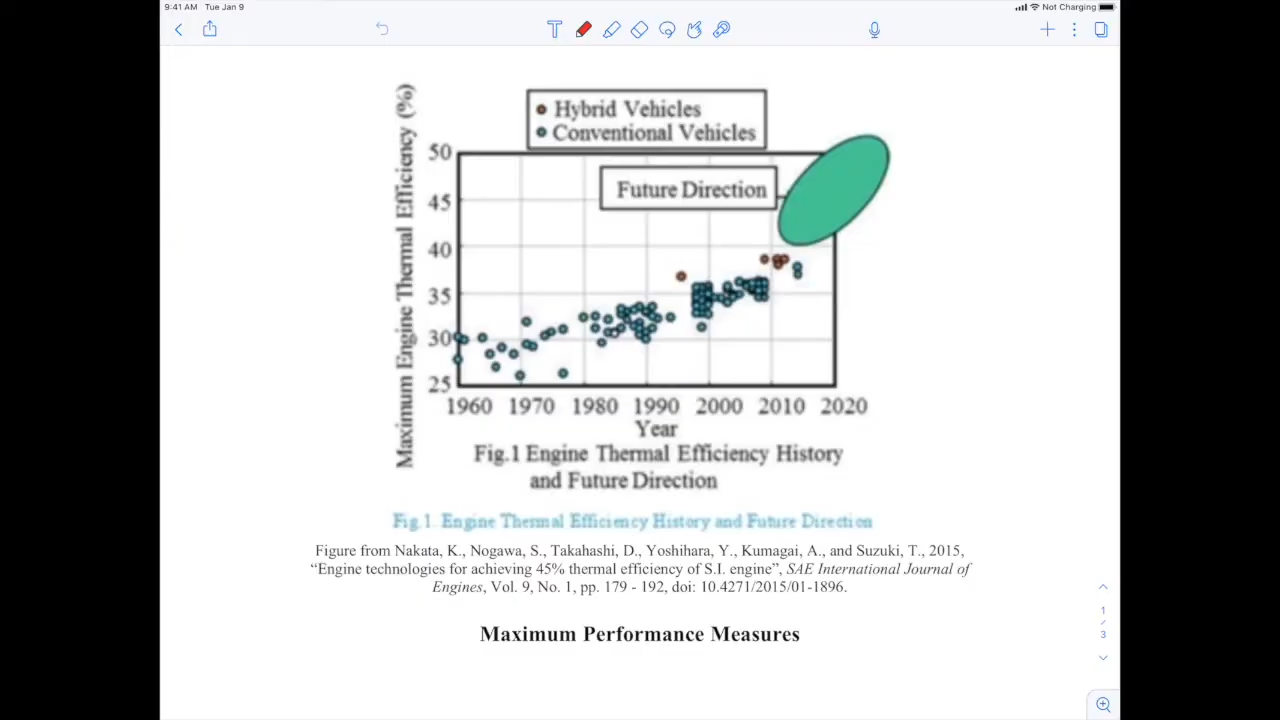 9:41 AM Tue Jan 9
Not Charging
Hybrid Vehicles
Conventional Vehicles
Maximum Engine Thermal Efficiency (%)
50
45
40
35
30
25
Future Direction
1960 1970 1980 1990 2000 2010 2020
Year
Fig.1 Engine Thermal Efficiency History
and Future Direction
Fig.1 Engine Thermal Efficiency History and Future Direction
Figure from Nakata, K., Nogawa, S., Takahashi, D., Yoshihara, Y., Kumagai, A., and Suzuki, T., 2015,
“Engine technologies for achieving 45% thermal efficiency of S.I. engine”, SAE International Journal of
Engines, Vol. 9, No. 1, pp. 179 - 192, doi: 10.4271/2015/01-1896.
1
/
3
Maximum Performance Measures